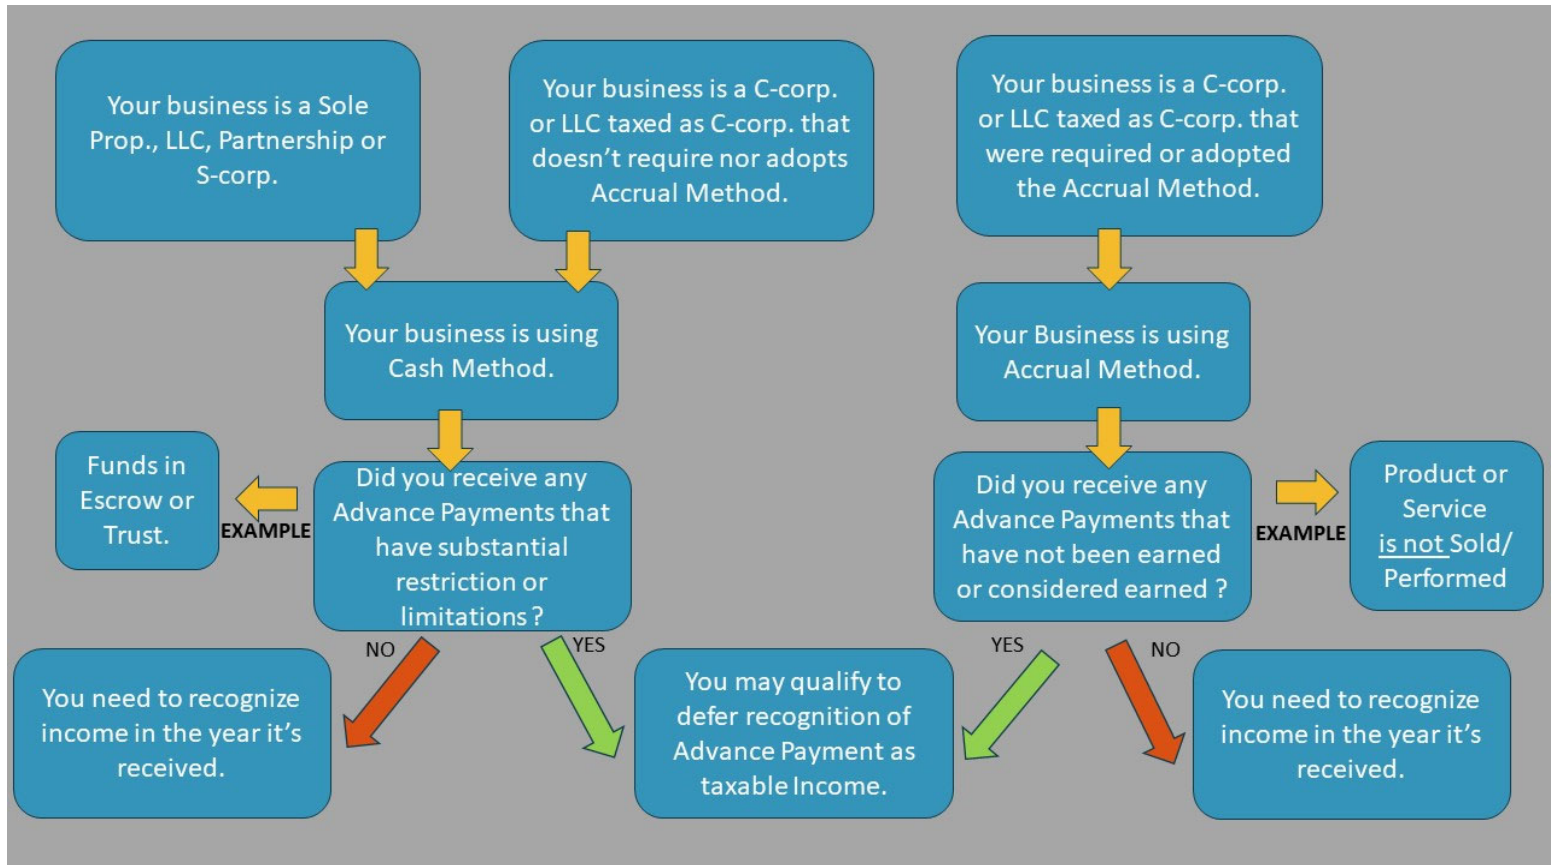 Your business is a Sole
Prop., LLC, Partnership or
S-corp.
Your business is a C-corp.
or LLC taxed as C-corp. that
doesn't require nor adopts
Accrual Method.
Your business is a C-corp.
or LLC taxed as C-corp. that
were required or adopted
the Accrual Method.
Your business is using
Cash Method.
Your Business is using
Accrual Method.
Funds in
Escrow or
Trust.
EXAMPLE
Did you receive any
Advance Payments that
have substantial
restriction or
limitations ?
Did you receive any
Advance Payments that
have not been earned
or considered earned ?
EXAMPLE
Product or
Service
is not Sold/
Performed
NO
YES
YES
NO
You need to recognize
income in the year it's
received.
You may qualify to
defer recognition of
Advance Payment as
taxable Income.
You need to recognize
income in the year it's
received.